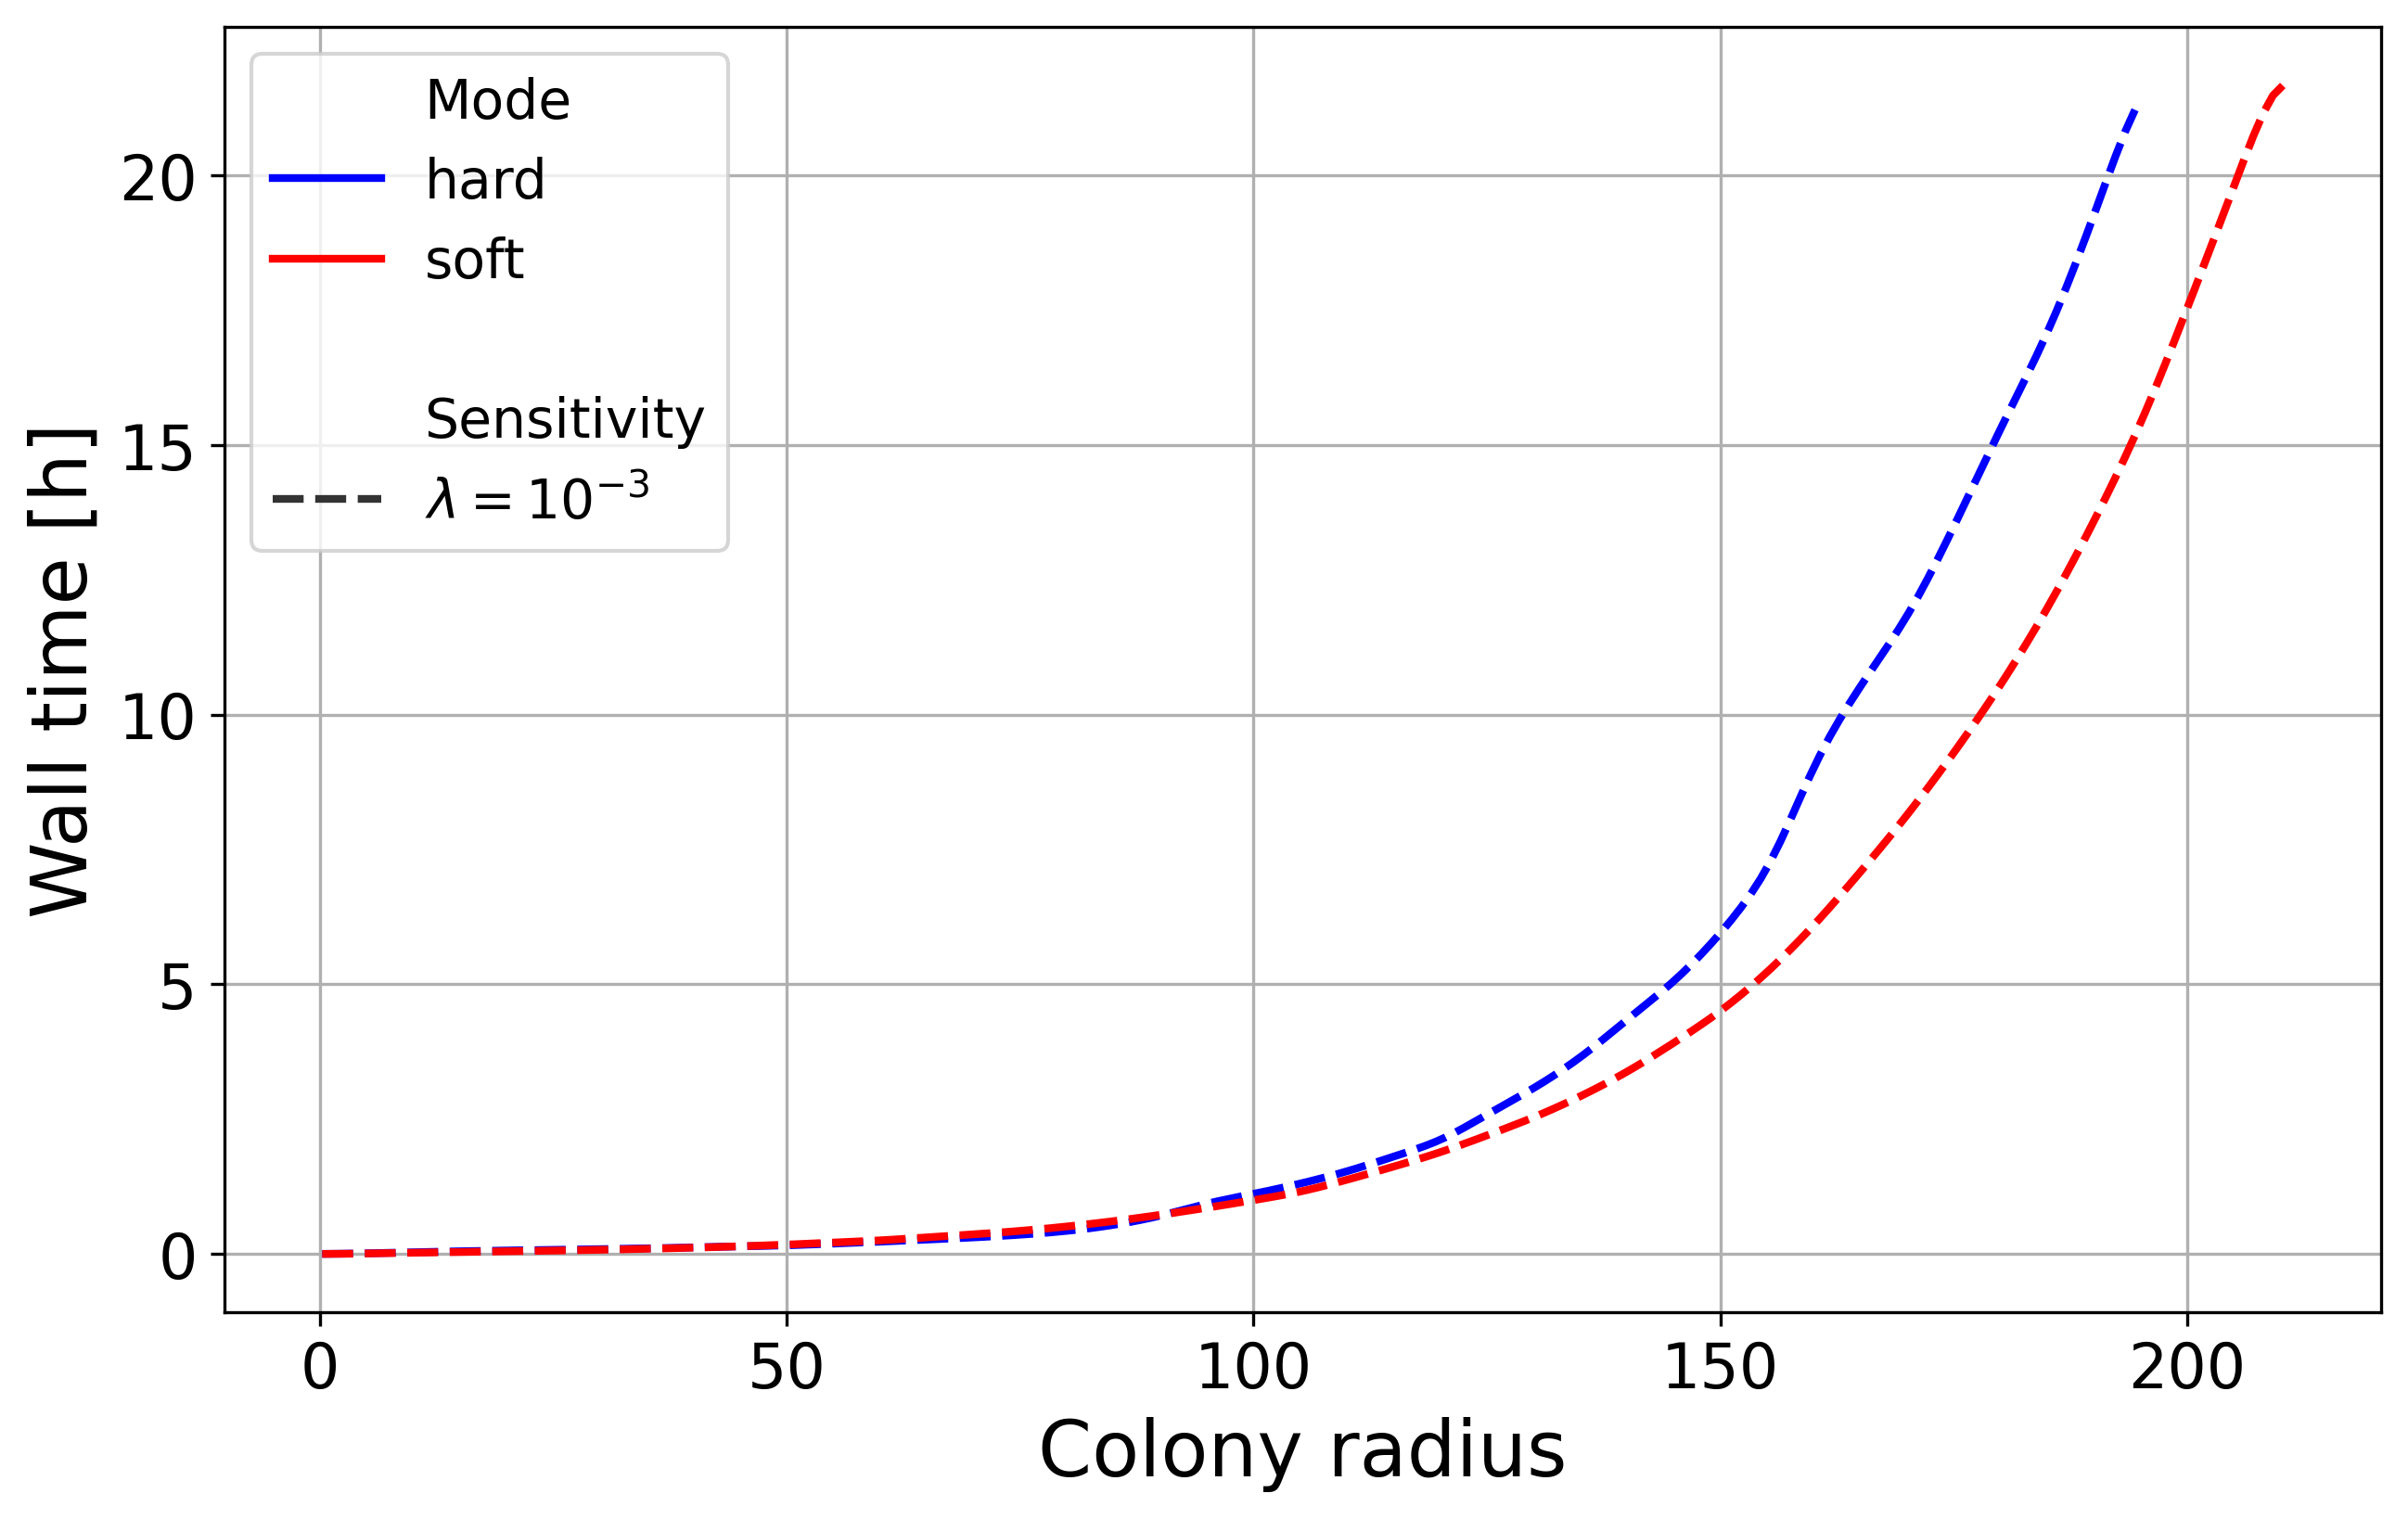 Mode
hard
soft
Sensitivity
λ = 10⁻³
20
15
10
5
0
Wall time [h]
0 50 100 150 200
Colony radius